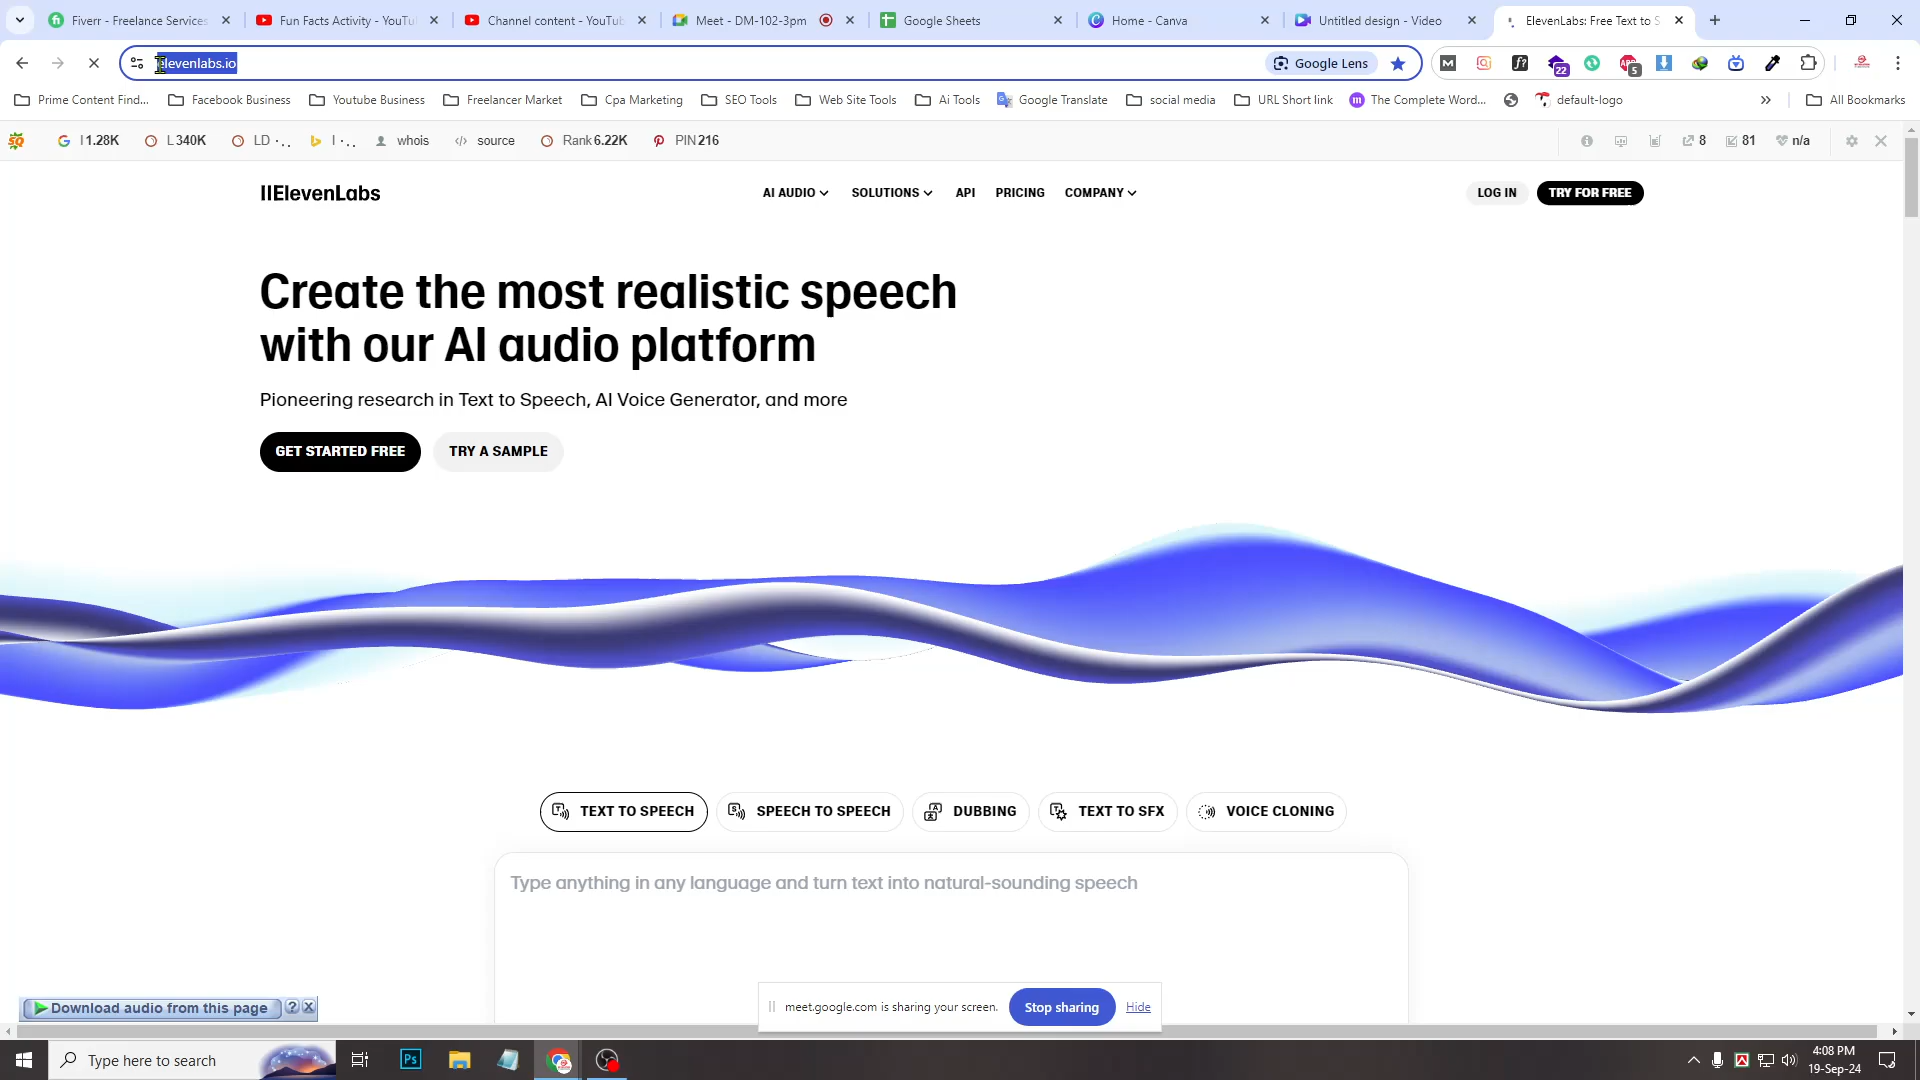 Fiverr - Freelance Services
Fun Facts Activity - YouTu
Channel content - YouTub
Meet - DM-102-3pm
Google Sheets
Home - Canva
Untitled design - Video
ElevenLabs: Free Text to S
elevenlabs.io
Google Lens
22
5
Prime Content Find...
Facebook Business
Youtube Business
Freelancer Market
Cpa Marketing
SEO Tools
Web Site Tools
Ai Tools
Google Translate
social media
URL Short link
The Complete Word...
default-logo
All Bookmarks
I 1.28K
L 340K
LD
I
whois
source
Rank 6.22K
PIN 216
8
81
n/a
IIElevenLabs
AI AUDIO
SOLUTIONS
API
PRICING
COMPANY
LOG IN
TRY FOR FREE
Create the most realistic speech
with our AI audio platform
Pioneering research in Text to Speech, AI Voice Generator, and more
GET STARTED FREE
TRY A SAMPLE
TEXT TO SPEECH
SPEECH TO SPEECH
DUBBING
TEXT TO SFX
VOICE CLONING
Type anything in any language and turn text into natural-sounding speech
Download audio from this page
meet.google.com is sharing your screen.
Stop sharing
Hide
Type here to search
Ps
4:08 PM
19-Sep-24